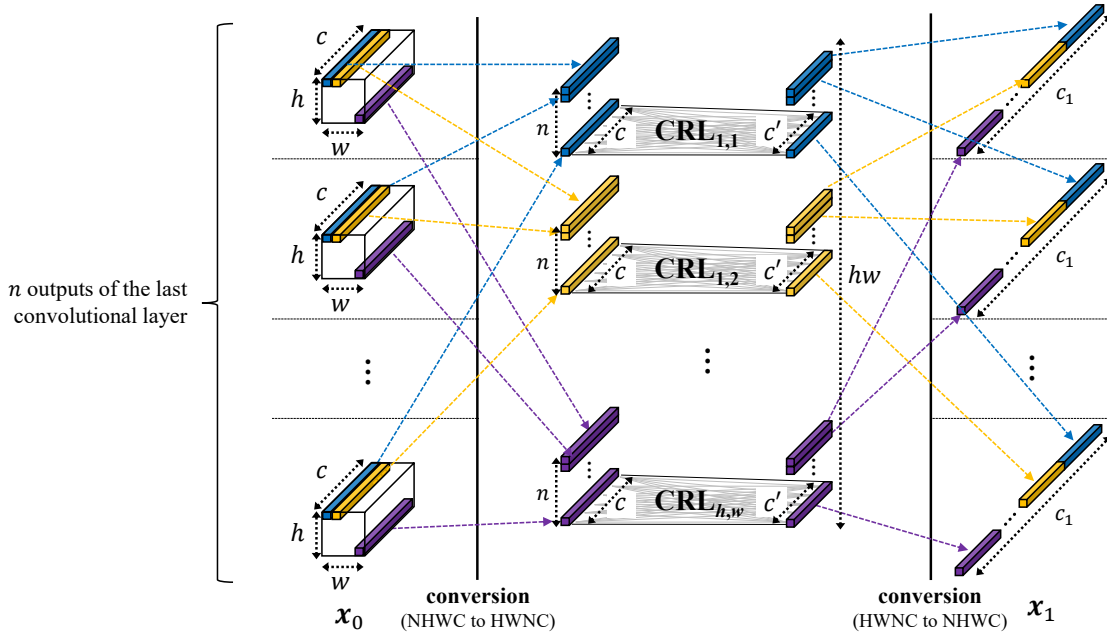 c
h
w
c
h
w
n outputs of the last
convolutional layer
c
h
w
x₀
conversion
(NHWC to HWNC)
n
c
CRL₁,₁
c′
n
c
CRL₁,₂
c′
hw
n
c
CRLₕ,w
c′
c₁
c₁
c₁
conversion
(HWNC to NHWC)
x₁